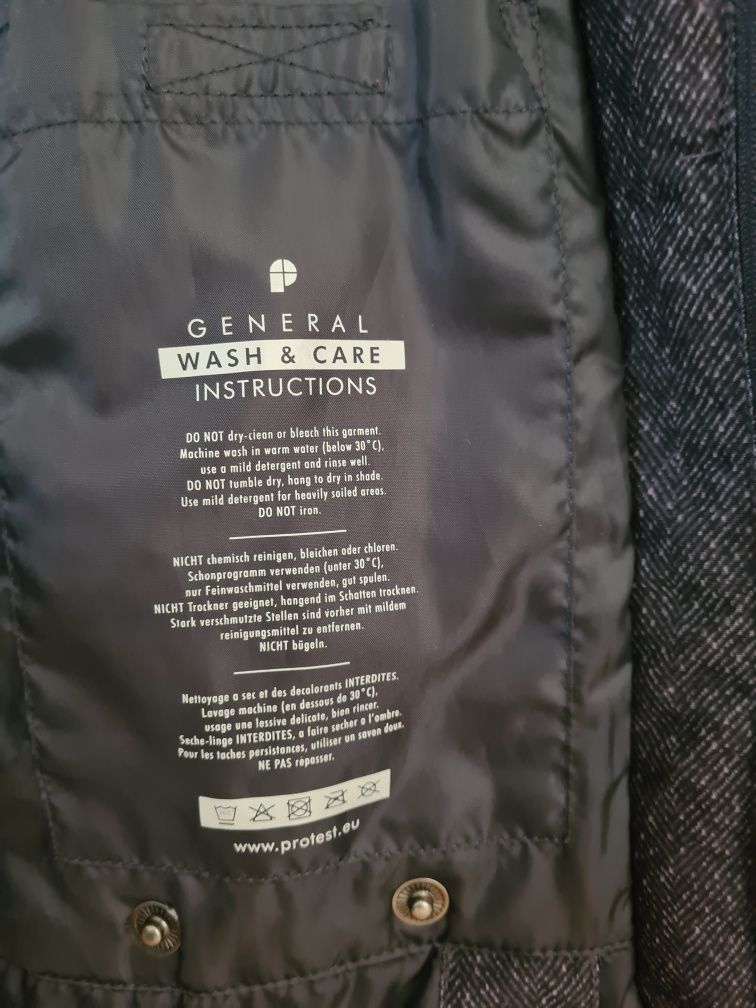 GENERAL
WASH & CARE
INSTRUCTIONS
DO NOT dry-clean or bleach this garment.
Machine wash in warm water (below 30°C),
use a mild detergent and rinse well.
DO NOT tumble dry, hang to dry in shade.
Use mild detergent for heavily soiled areas.
DO NOT iron.
NICHT chemisch reinigen, bleichen oder chloren.
Schonprogramm verwenden (unter 30°C),
nur Feinwaschmittel verwenden, gut spulen.
NICHT Trockner geeignet, hangend im Schatten trocknen.
Stark verschmutzte Stellen sind vorher mit mildem
reinigungsmittel zu entfernen.
NICHT bügeln.
Nettoyage a sec et des decolorants INTERDITES.
Lavage machine (en dessous de 30°C),
usage une lessive delicate, bien rincer.
Seche-linge INTERDITES, a faire secher a l'ombre.
Pour les taches persistances, utiliser un savon doux.
NE PAS répasser.
www.protest.eu